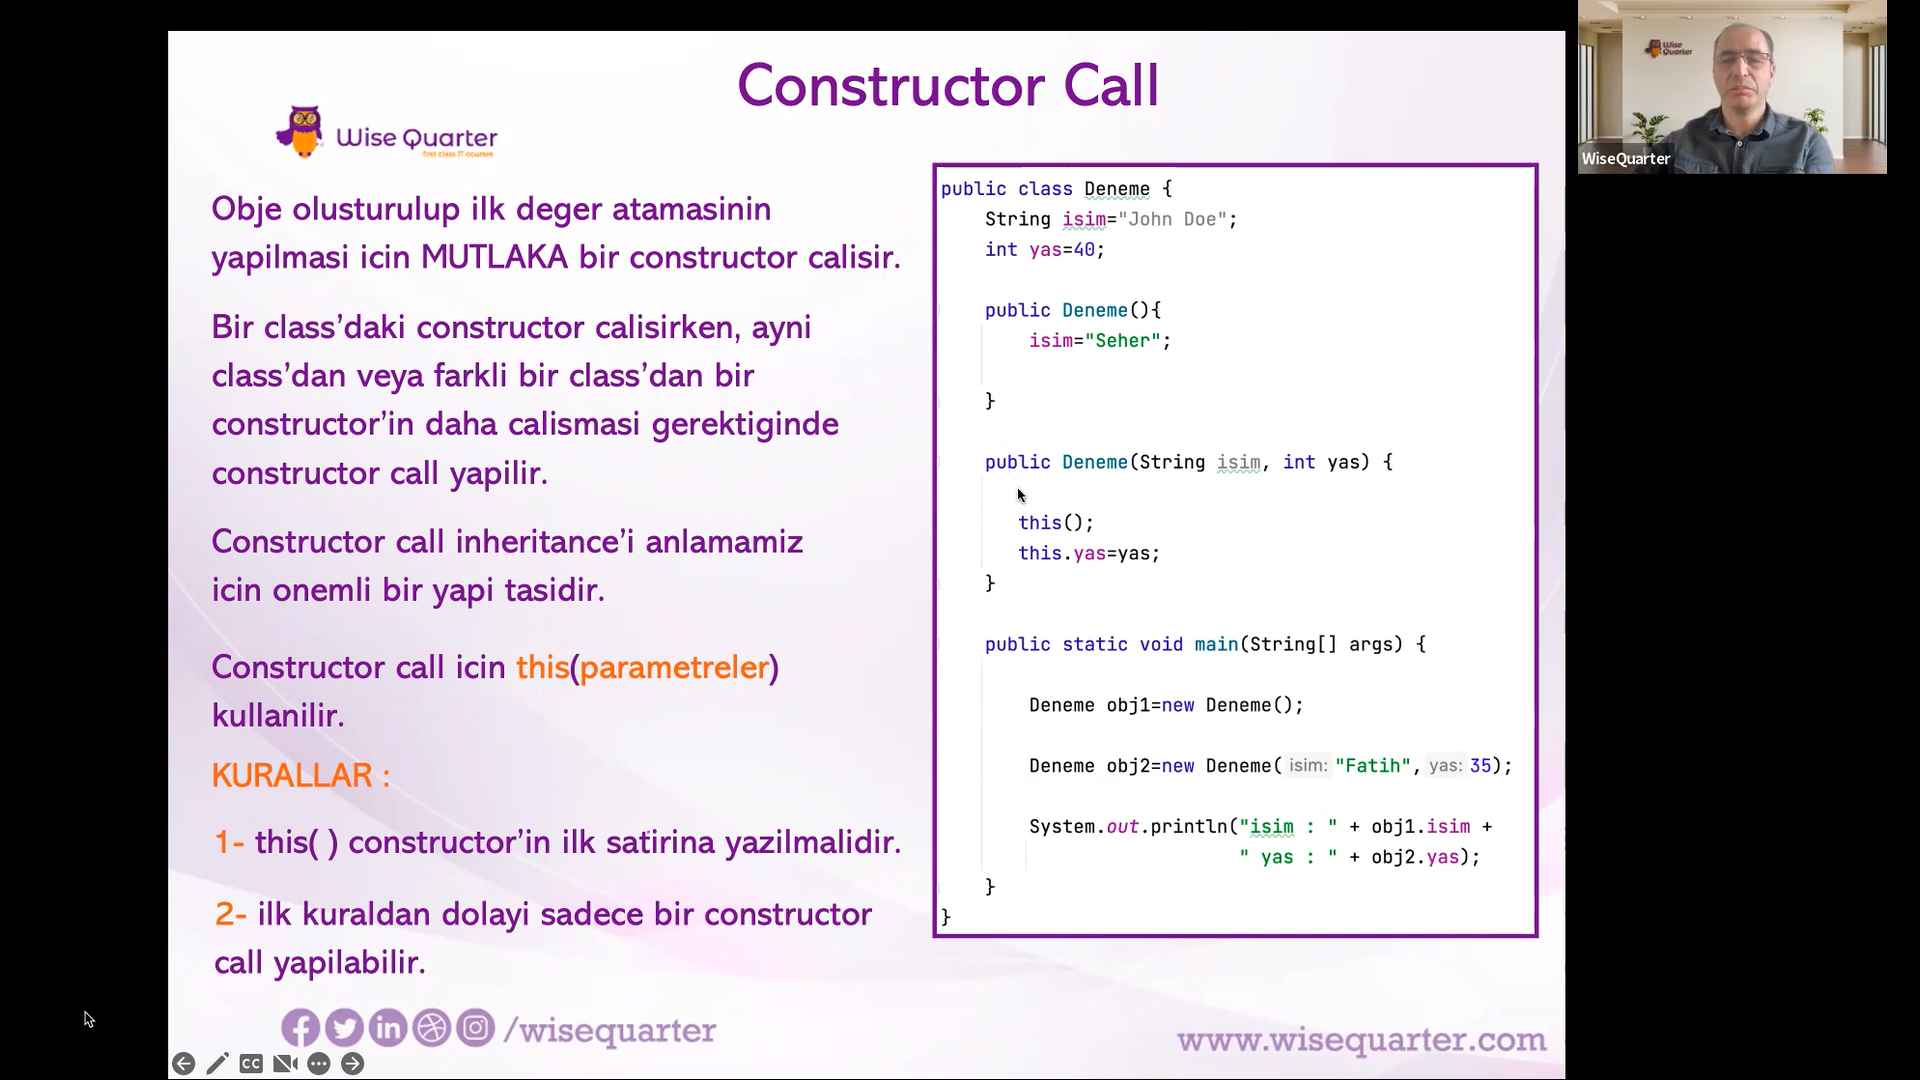 Constructor Call
Wise Quarter
first class IT courses
Obje olusturulup ilk deger atamasinin
yapilmasi icin MUTLAKA bir constructor calisir.
Bir class’daki constructor calisirken, ayni
class’dan veya farkli bir class’dan bir
constructor’in daha calismasi gerektiginde
constructor call yapilir.
Constructor call inheritance’i anlamamiz
icin onemli bir yapi tasidir.
Constructor call icin this(parametreler)
kullanilir.
KURALLAR :
1- this( ) constructor’in ilk satirina yazilmalidir.
2- ilk kuraldan dolayi sadece bir constructor
call yapilabilir.
public class Deneme {
String isim="John Doe";
int yas=40;
public Deneme(){
isim="Seher";
}
public Deneme(String isim, int yas) {
this();
this.yas=yas;
}
public static void main(String[] args) {
Deneme obj1=new Deneme();
Deneme obj2=new Deneme( isim: "Fatih", yas: 35);
System.out.println("isim : " + obj1.isim +
" yas : " + obj2.yas);
}
}
/wisequarter
www.wisequarter.com
CC
Wise
Quarter
WiseQuarter